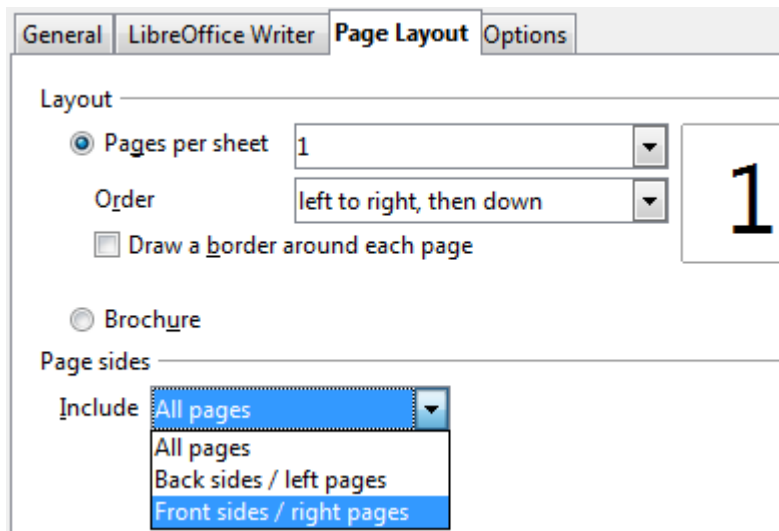 General LibreOffice Writer Page Layout Options
Layout
Pages per sheet 1
1
Order left to right, then down
Draw a border around each page
Brochure
Page sides
Include All pages
All pages
Back sides / left pages
Front sides / right pages